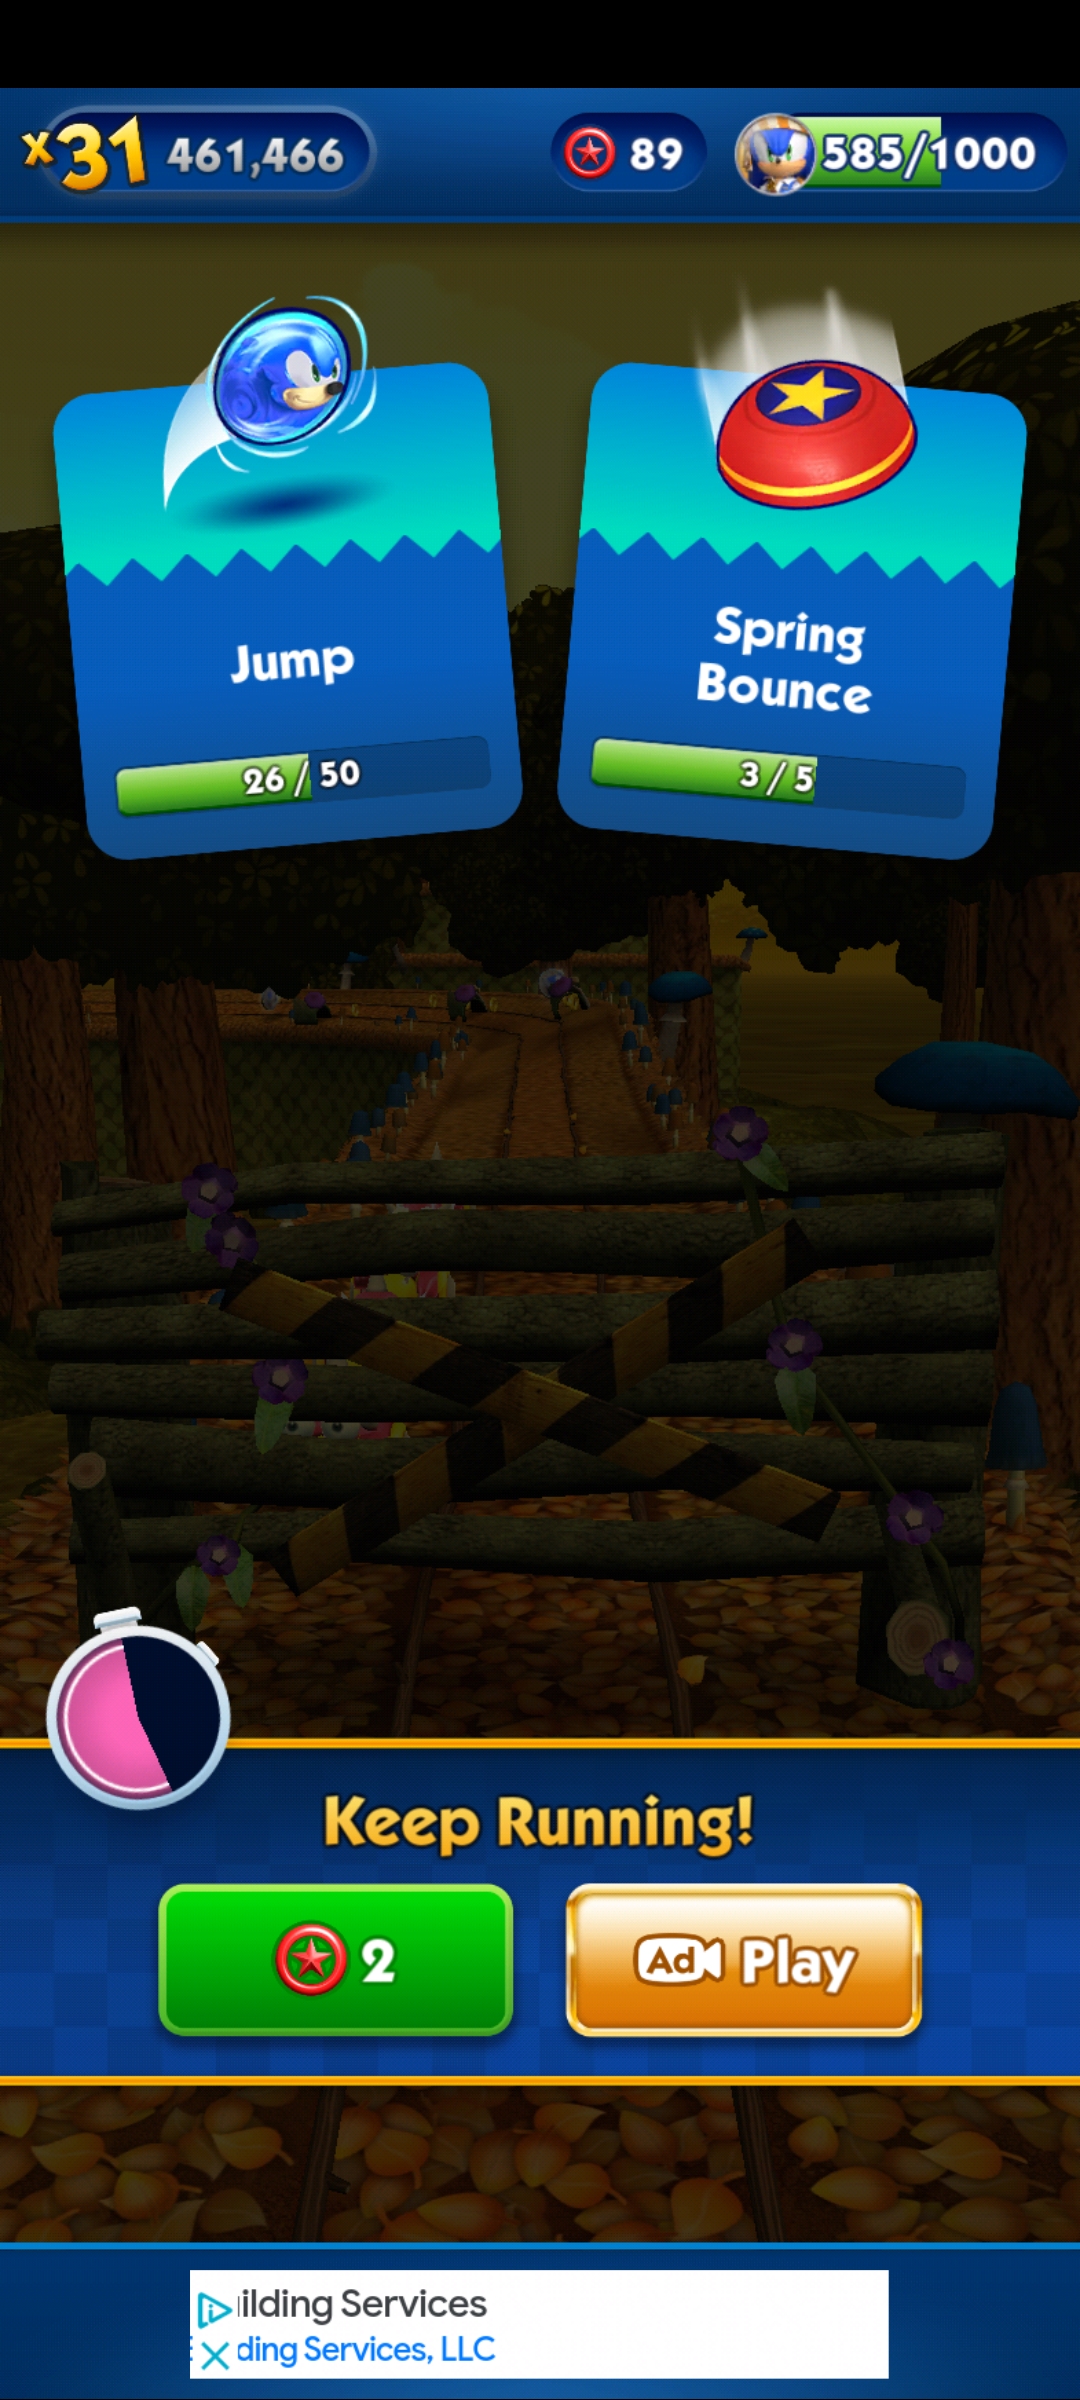 x31 461,466 89 585/1000
Jump
Spring
Bounce
26 / 50
3 / 5
Keep Running!
2
Ad Play
ilding Services
ding Services, LLC